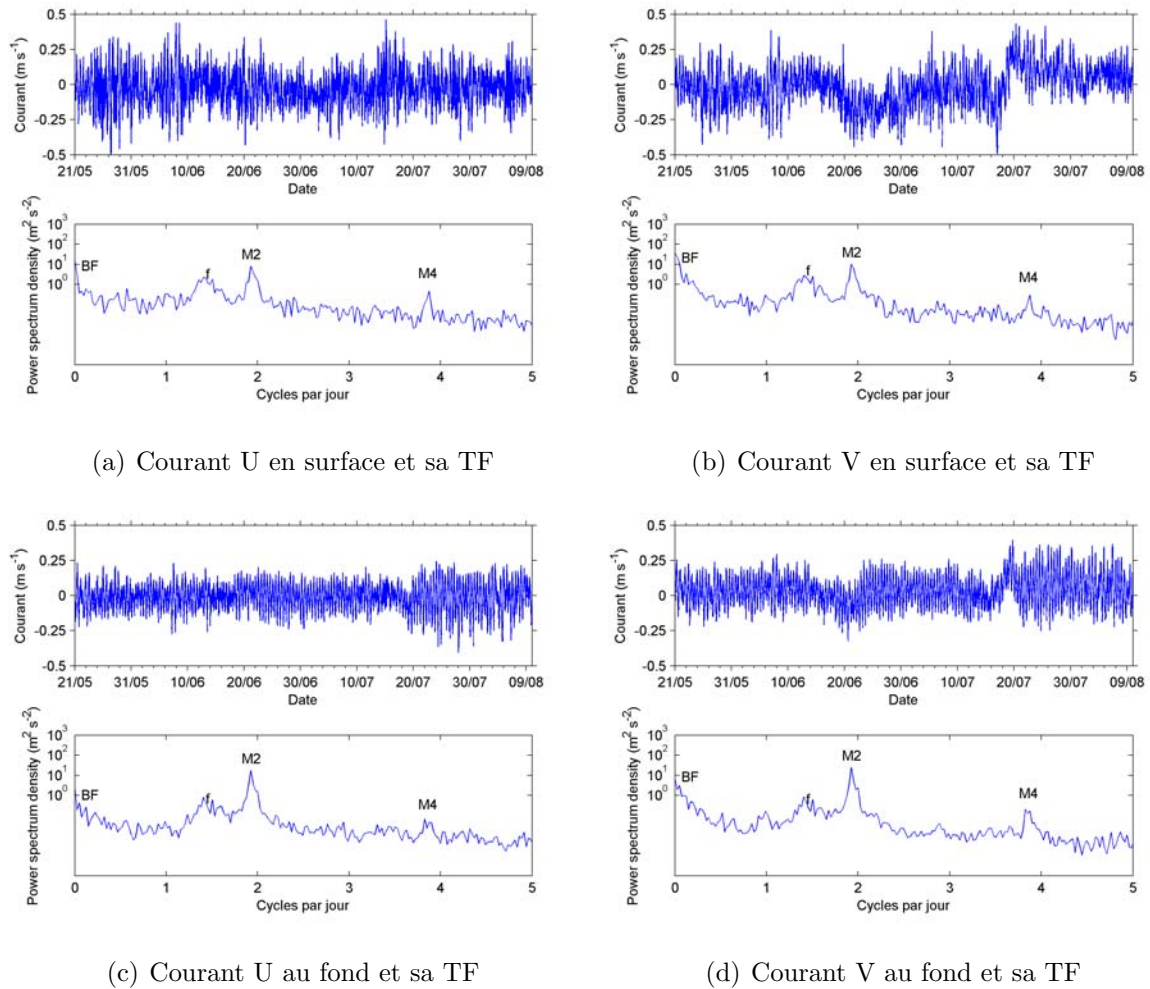 0.5
0.25
0
-0.25
-0.5
Courant (m s-1)
21/05 31/05 10/06 20/06 30/06 10/07 20/07 30/07 09/08
Date
Power spectrum density (m2 s-2)
10^3
10^2
10^1
10^0
BF
f
M2
M4
0 1 2 3 4 5
Cycles par jour
(a) Courant U en surface et sa TF
0.5
0.25
0
-0.25
-0.5
Courant (m s-1)
21/05 31/05 10/06 20/06 30/06 10/07 20/07 30/07 09/08
Date
Power spectrum density (m2 s-2)
10^3
10^2
10^1
10^0
BF
f
M2
M4
0 1 2 3 4 5
Cycles par jour
(b) Courant V en surface et sa TF
0.5
0.25
0
-0.25
-0.5
Courant (m s-1)
21/05 31/05 10/06 20/06 30/06 10/07 20/07 30/07 09/08
Date
Power spectrum density (m2 s-2)
10^3
10^2
10^1
10^0
BF
f
M2
M4
0 1 2 3 4 5
Cycles par jour
(c) Courant U au fond et sa TF
0.5
0.25
0
-0.25
-0.5
Courant (m s-1)
21/05 31/05 10/06 20/06 30/06 10/07 20/07 30/07 09/08
Date
Power spectrum density (m2 s-2)
10^3
10^2
10^1
10^0
BF
f
M2
M4
0 1 2 3 4 5
Cycles par jour
(d) Courant V au fond et sa TF